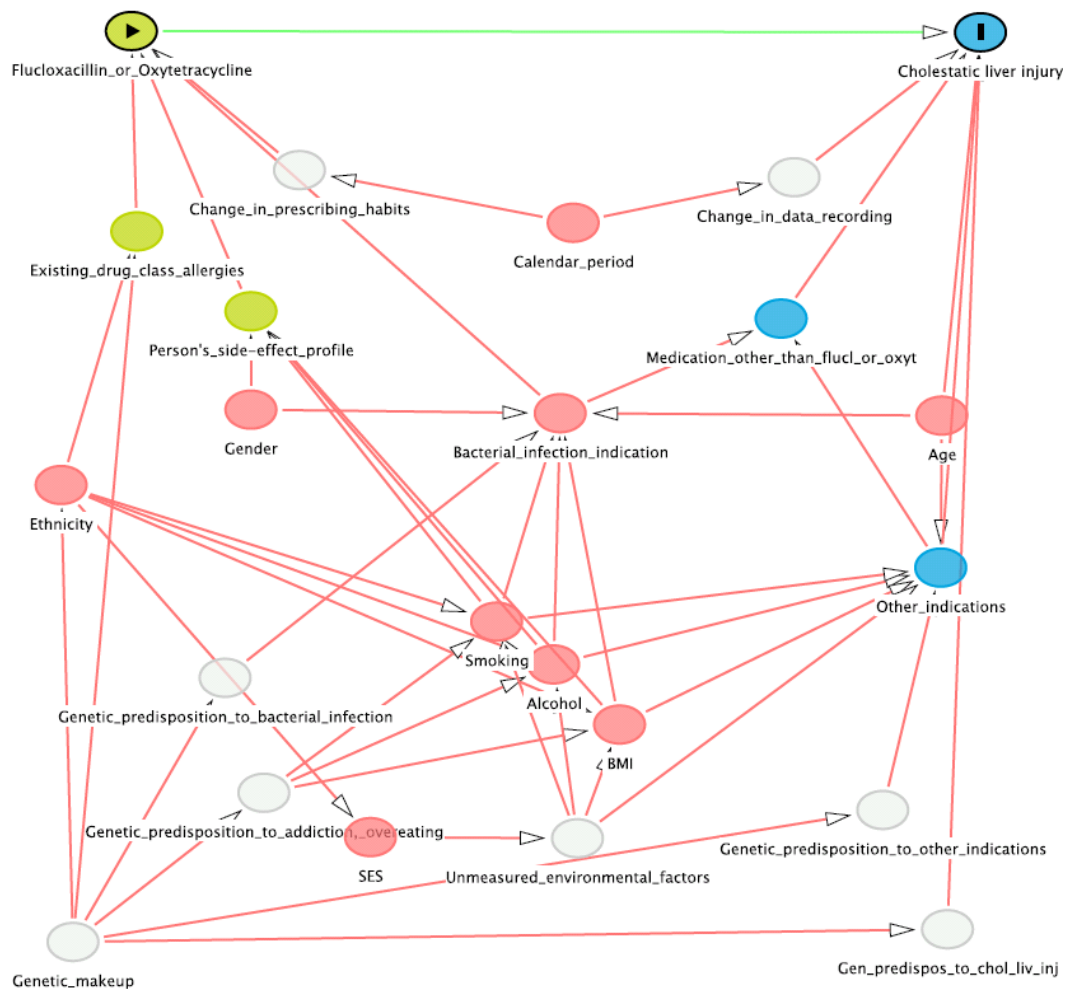 Flucloxacillin_or_Oxytetracycline
Cholestatic liver injury
Change_in_prescribing_habits
Change_in_data_recording
Calendar_period
Existing_drug_class_allergies
Person's_side-effect_profile
Medication_other_than_flucl_or_oxyt
Gender
Bacterial_infection_indication
Age
Ethnicity
Other_indications
Smoking
Alcohol
Genetic_predisposition_to_bacterial_infection
BMI
Genetic_predisposition_to_addiction,_overeating
Genetic_predisposition_to_other_indications
SES
Unmeasured_environmental_factors
Gen_predispos_to_chol_liv_inj
Genetic_makeup